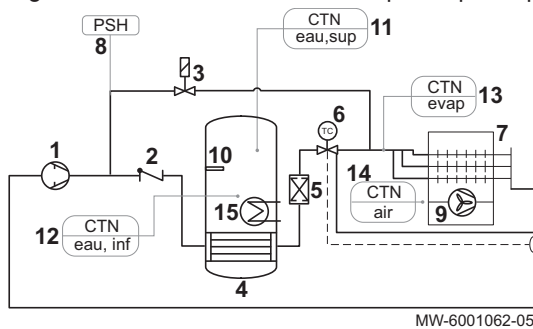 PSH
8
CTN
eau,sup
11
3
6
TC
CTN
evap
13
7
1
2
10
5
14
CTN
air
9
15
12
CTN
eau, inf
4
MW-6001062-05